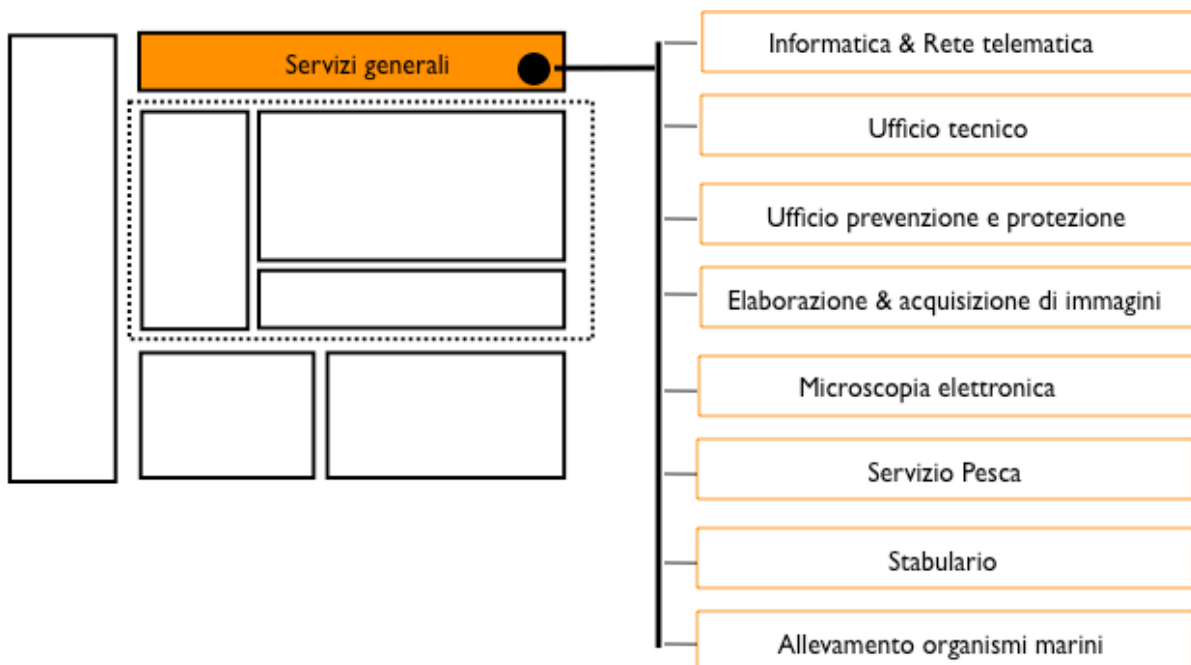 Servizi generali
Informatica & Rete telematica
Ufficio tecnico
Ufficio prevenzione e protezione
Elaborazione & acquisizione di immagini
Microscopia elettronica
Servizio Pesca
Stabulario
Allevamento organismi marini